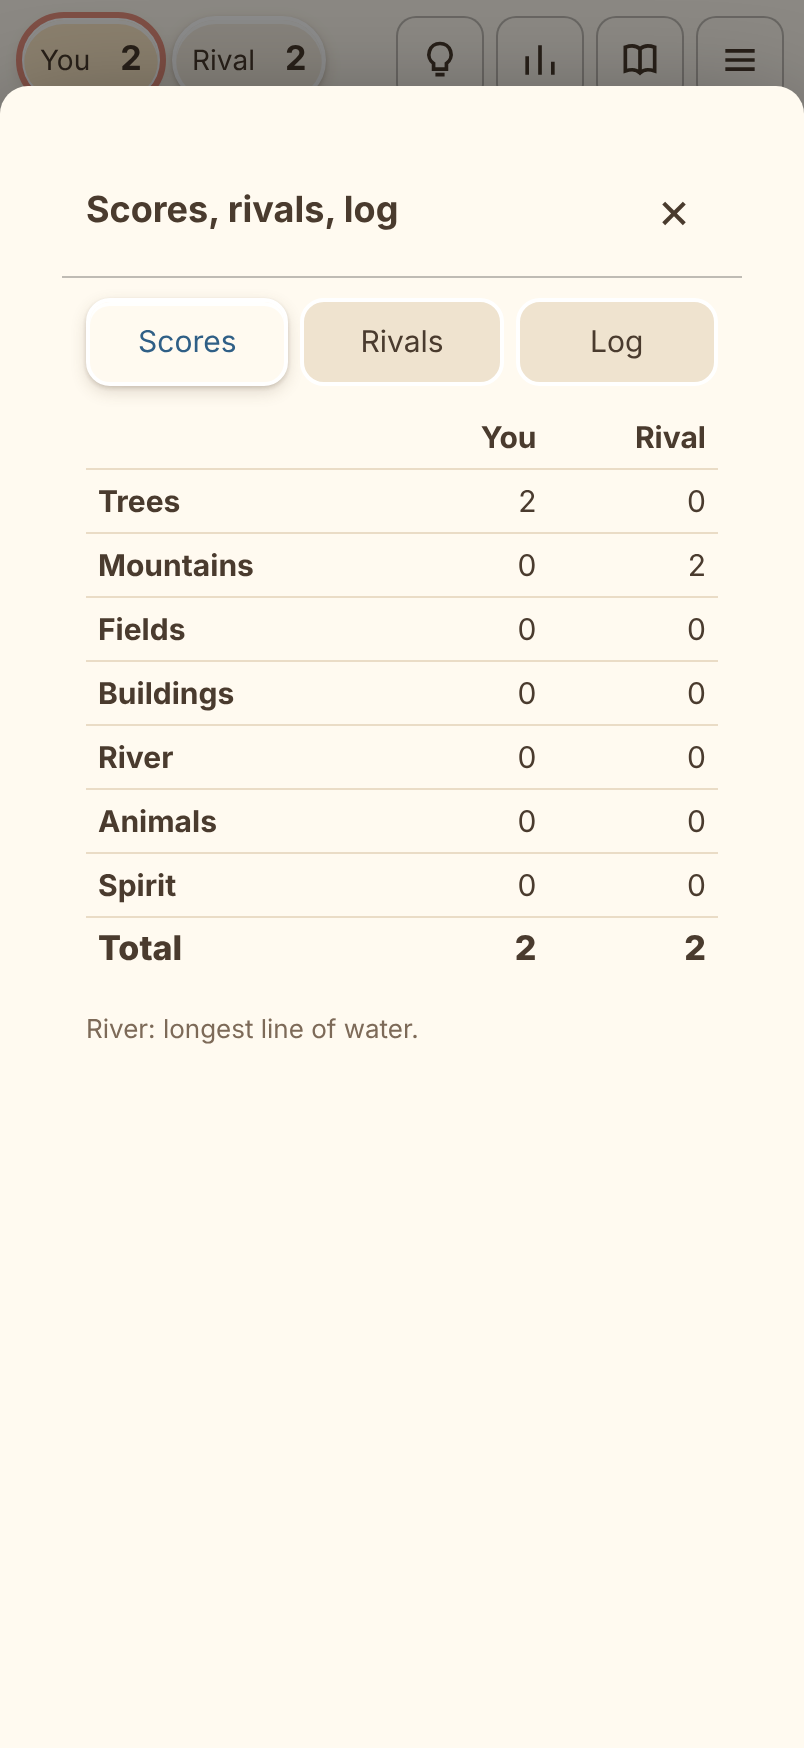 You 2 Rival 2
Scores, rivals, log
Scores Rivals Log
You Rival
Trees 2 0
Mountains 0 2
Fields 0 0
Buildings 0 0
River 0 0
Animals 0 0
Spirit 0 0
Total 2 2
River: longest line of water.